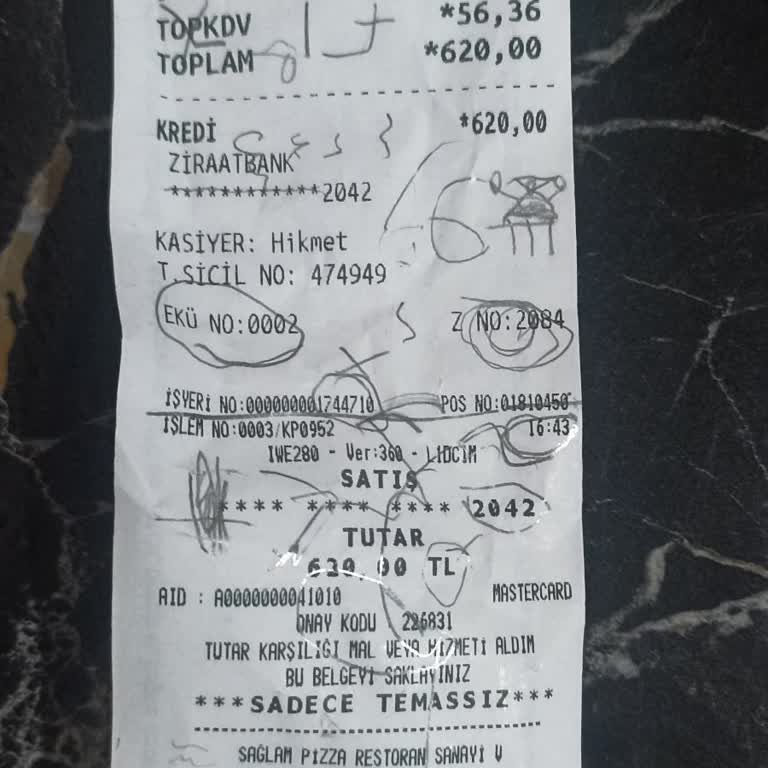 TOPKDV *56,36
TOPLAM *620,00
KREDİ *620,00
ZİRAATBANK
************2042
KASİYER: Hikmet
T.SİCİL NO: 474949
EKÜ NO:0002 Z NO:2084
İŞYERİ NO:000000001744710 POS NO:01810450
İŞLEM NO:0003/KP0952 16:43
IWE280 - Ver:360 - LIDCIM
SATIŞ
**** **** **** 2042
TUTAR
620,00 TL
AID : A0000000041010 MASTERCARD
ONAY KODU 226831
TUTAR KARŞILIĞI MAL VEYA HİZMETİ ALDIM
BU BELGEYİ SAKLAYINIZ
***SADECE TEMASSIZ***
SAĞLAM PİZZA RESTORAN SANAYİ V